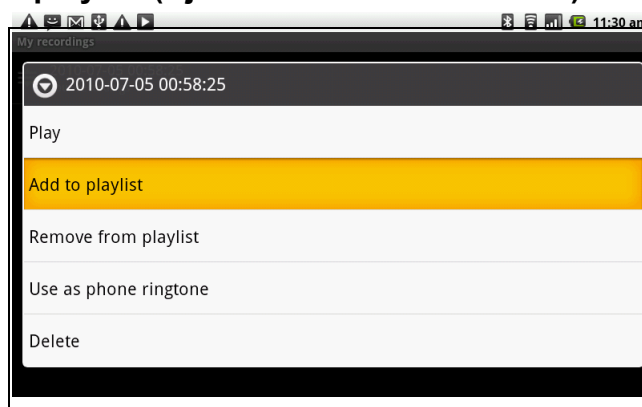 11:30 am
My recordings
2010-07-05 00:58:25
Play
Add to playlist
Remove from playlist
Use as phone ringtone
Delete